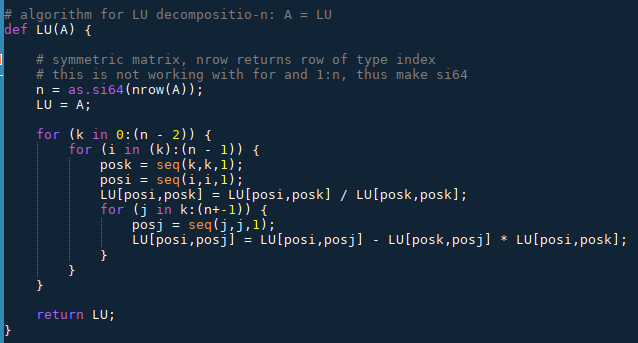 # algorithm for LU decompositio-n: A = LU
def LU(A) {
# symmetric matrix, nrow returns row of type index
# this is not working with for and 1:n, thus make si64
n = as.si64(nrow(A));
LU = A;
for (k in 0:(n - 2)) {
for (i in (k):(n - 1)) {
posk = seq(k,k,1);
posi = seq(i,i,1);
LU[posi,posk] = LU[posi,posk] / LU[posk,posk];
for (j in k:(n+-1)) {
posj = seq(j,j,1);
LU[posi,posj] = LU[posi,posj] - LU[posk,posj] * LU[posi,posk];
}
}
}
return LU;
}